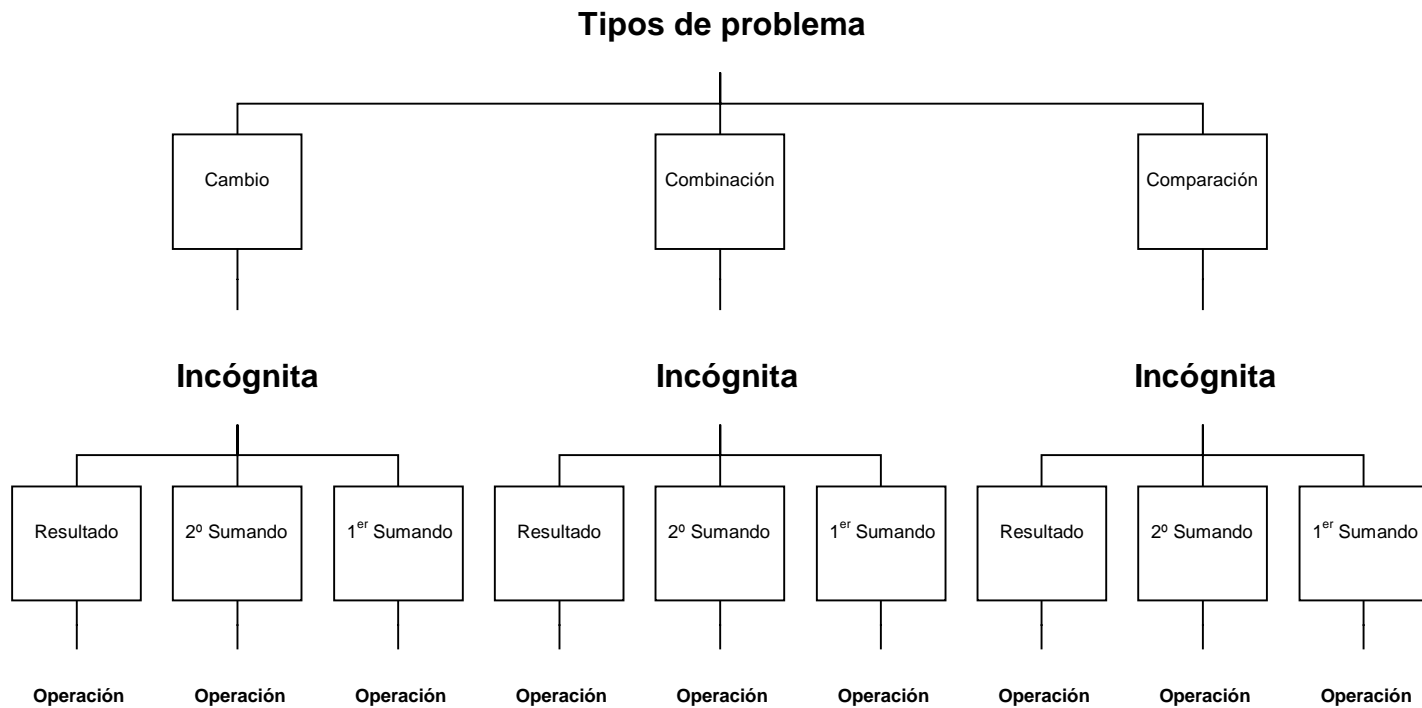 Tipos de problema
Cambio
Combinación
Comparación
Incógnita
Incógnita
Incógnita
Resultado
2º Sumando
1er Sumando
Resultado
2º Sumando
1er Sumando
Resultado
2º Sumando
1er Sumando
Operación
Operación
Operación
Operación
Operación
Operación
Operación
Operación
Operación